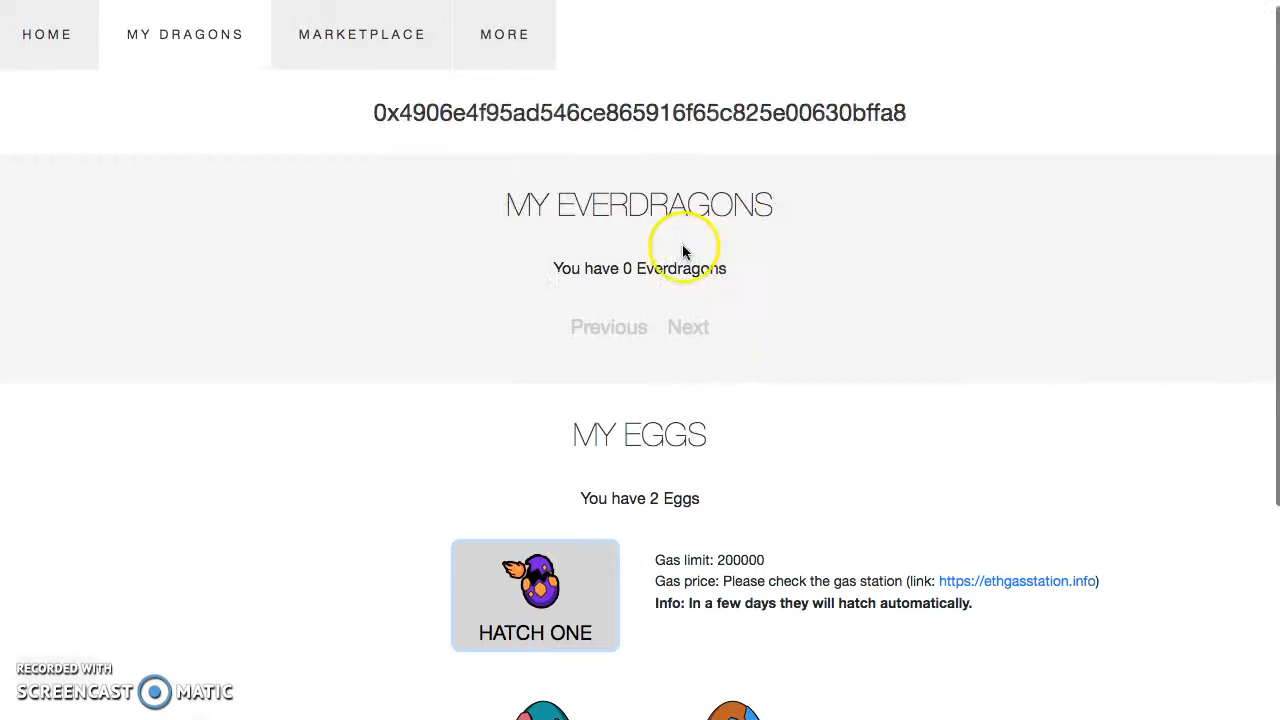 HOME
MY DRAGONS
MARKETPLACE
MORE
0x4906e4f95ad546ce865916f65c825e00630bffa8
MY EVERDRAGONS
You have 0 Everdragons
Previous Next
MY EGGS
You have 2 Eggs
HATCH ONE
Gas limit: 200000
Gas price: Please check the gas station (link: https://ethgasstation.info)
Info: In a few days they will hatch automatically.
RECORDED WITH
SCREENCAST MATIC